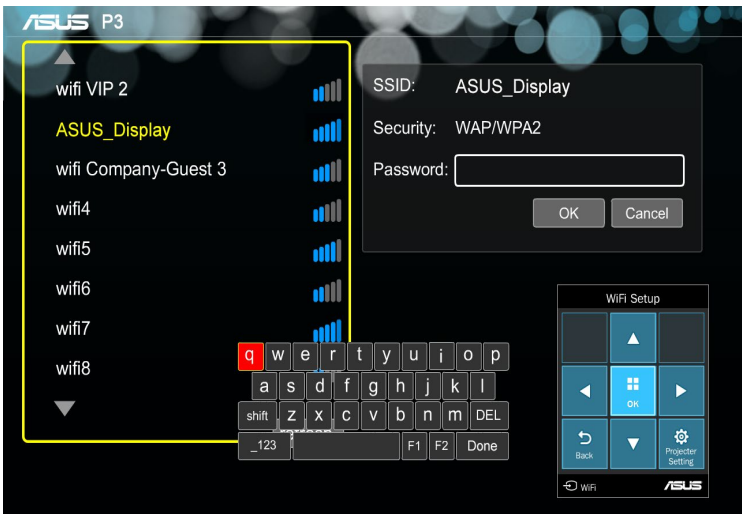 ASUS P3
wifi VIP 2
ASUS_Display
wifi Company-Guest 3
wifi4
wifi5
wifi6
wifi7
wifi8
SSID: ASUS_Display
Security: WAP/WPA2
Password:
OK Cancel
q w e r t y u i o p
a s d f g h j k l
shift z x c v b n m DEL
_123 F1 F2 Done
WiFi Setup
OK
Back
Projecter
Setting
WiFi ASUS